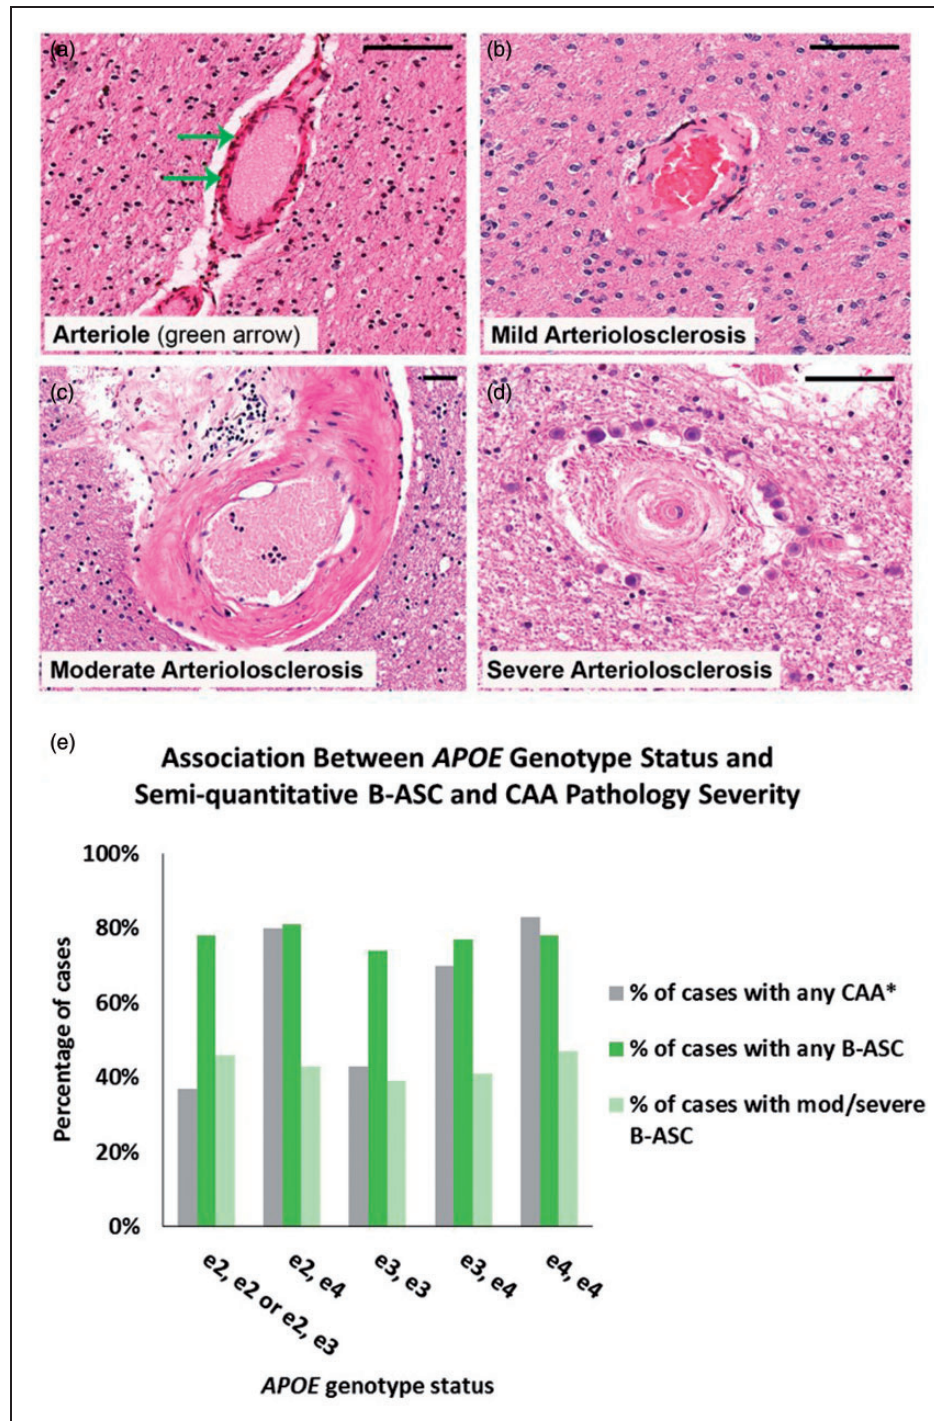 (a)
Arteriole (green arrow)
(b)
Mild Arteriolosclerosis
(c)
Moderate Arteriolosclerosis
(d)
Severe Arteriolosclerosis
(e)
Association Between APOE Genotype Status and
Semi-quantitative B-ASC and CAA Pathology Severity
Percentage of cases
100%
80%
60%
40%
20%
0%
e2, e2 or e2, e3
e2, e4
e3, e3
e3, e4
e4, e4
APOE genotype status
% of cases with any CAA*
% of cases with any B-ASC
% of cases with mod/severe
B-ASC